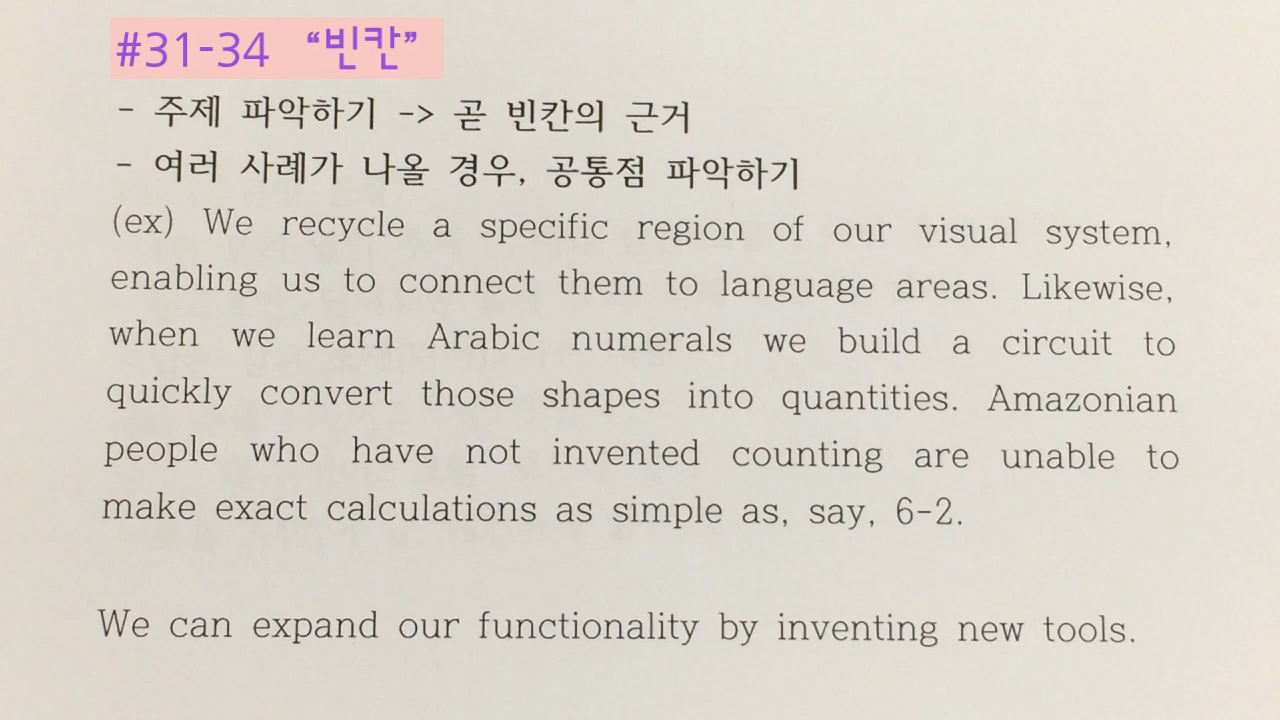 #31-34 “빈칸”
- 주제 파악하기 -> 곧 빈칸의 근거
- 여러 사례가 나올 경우, 공통점 파악하기
(ex) We recycle a specific region of our visual system,
enabling us to connect them to language areas. Likewise,
when we learn Arabic numerals we build a circuit to
quickly convert those shapes into quantities. Amazonian
people who have not invented counting are unable to
make exact calculations as simple as, say, 6-2.
We can expand our functionality by inventing new tools.